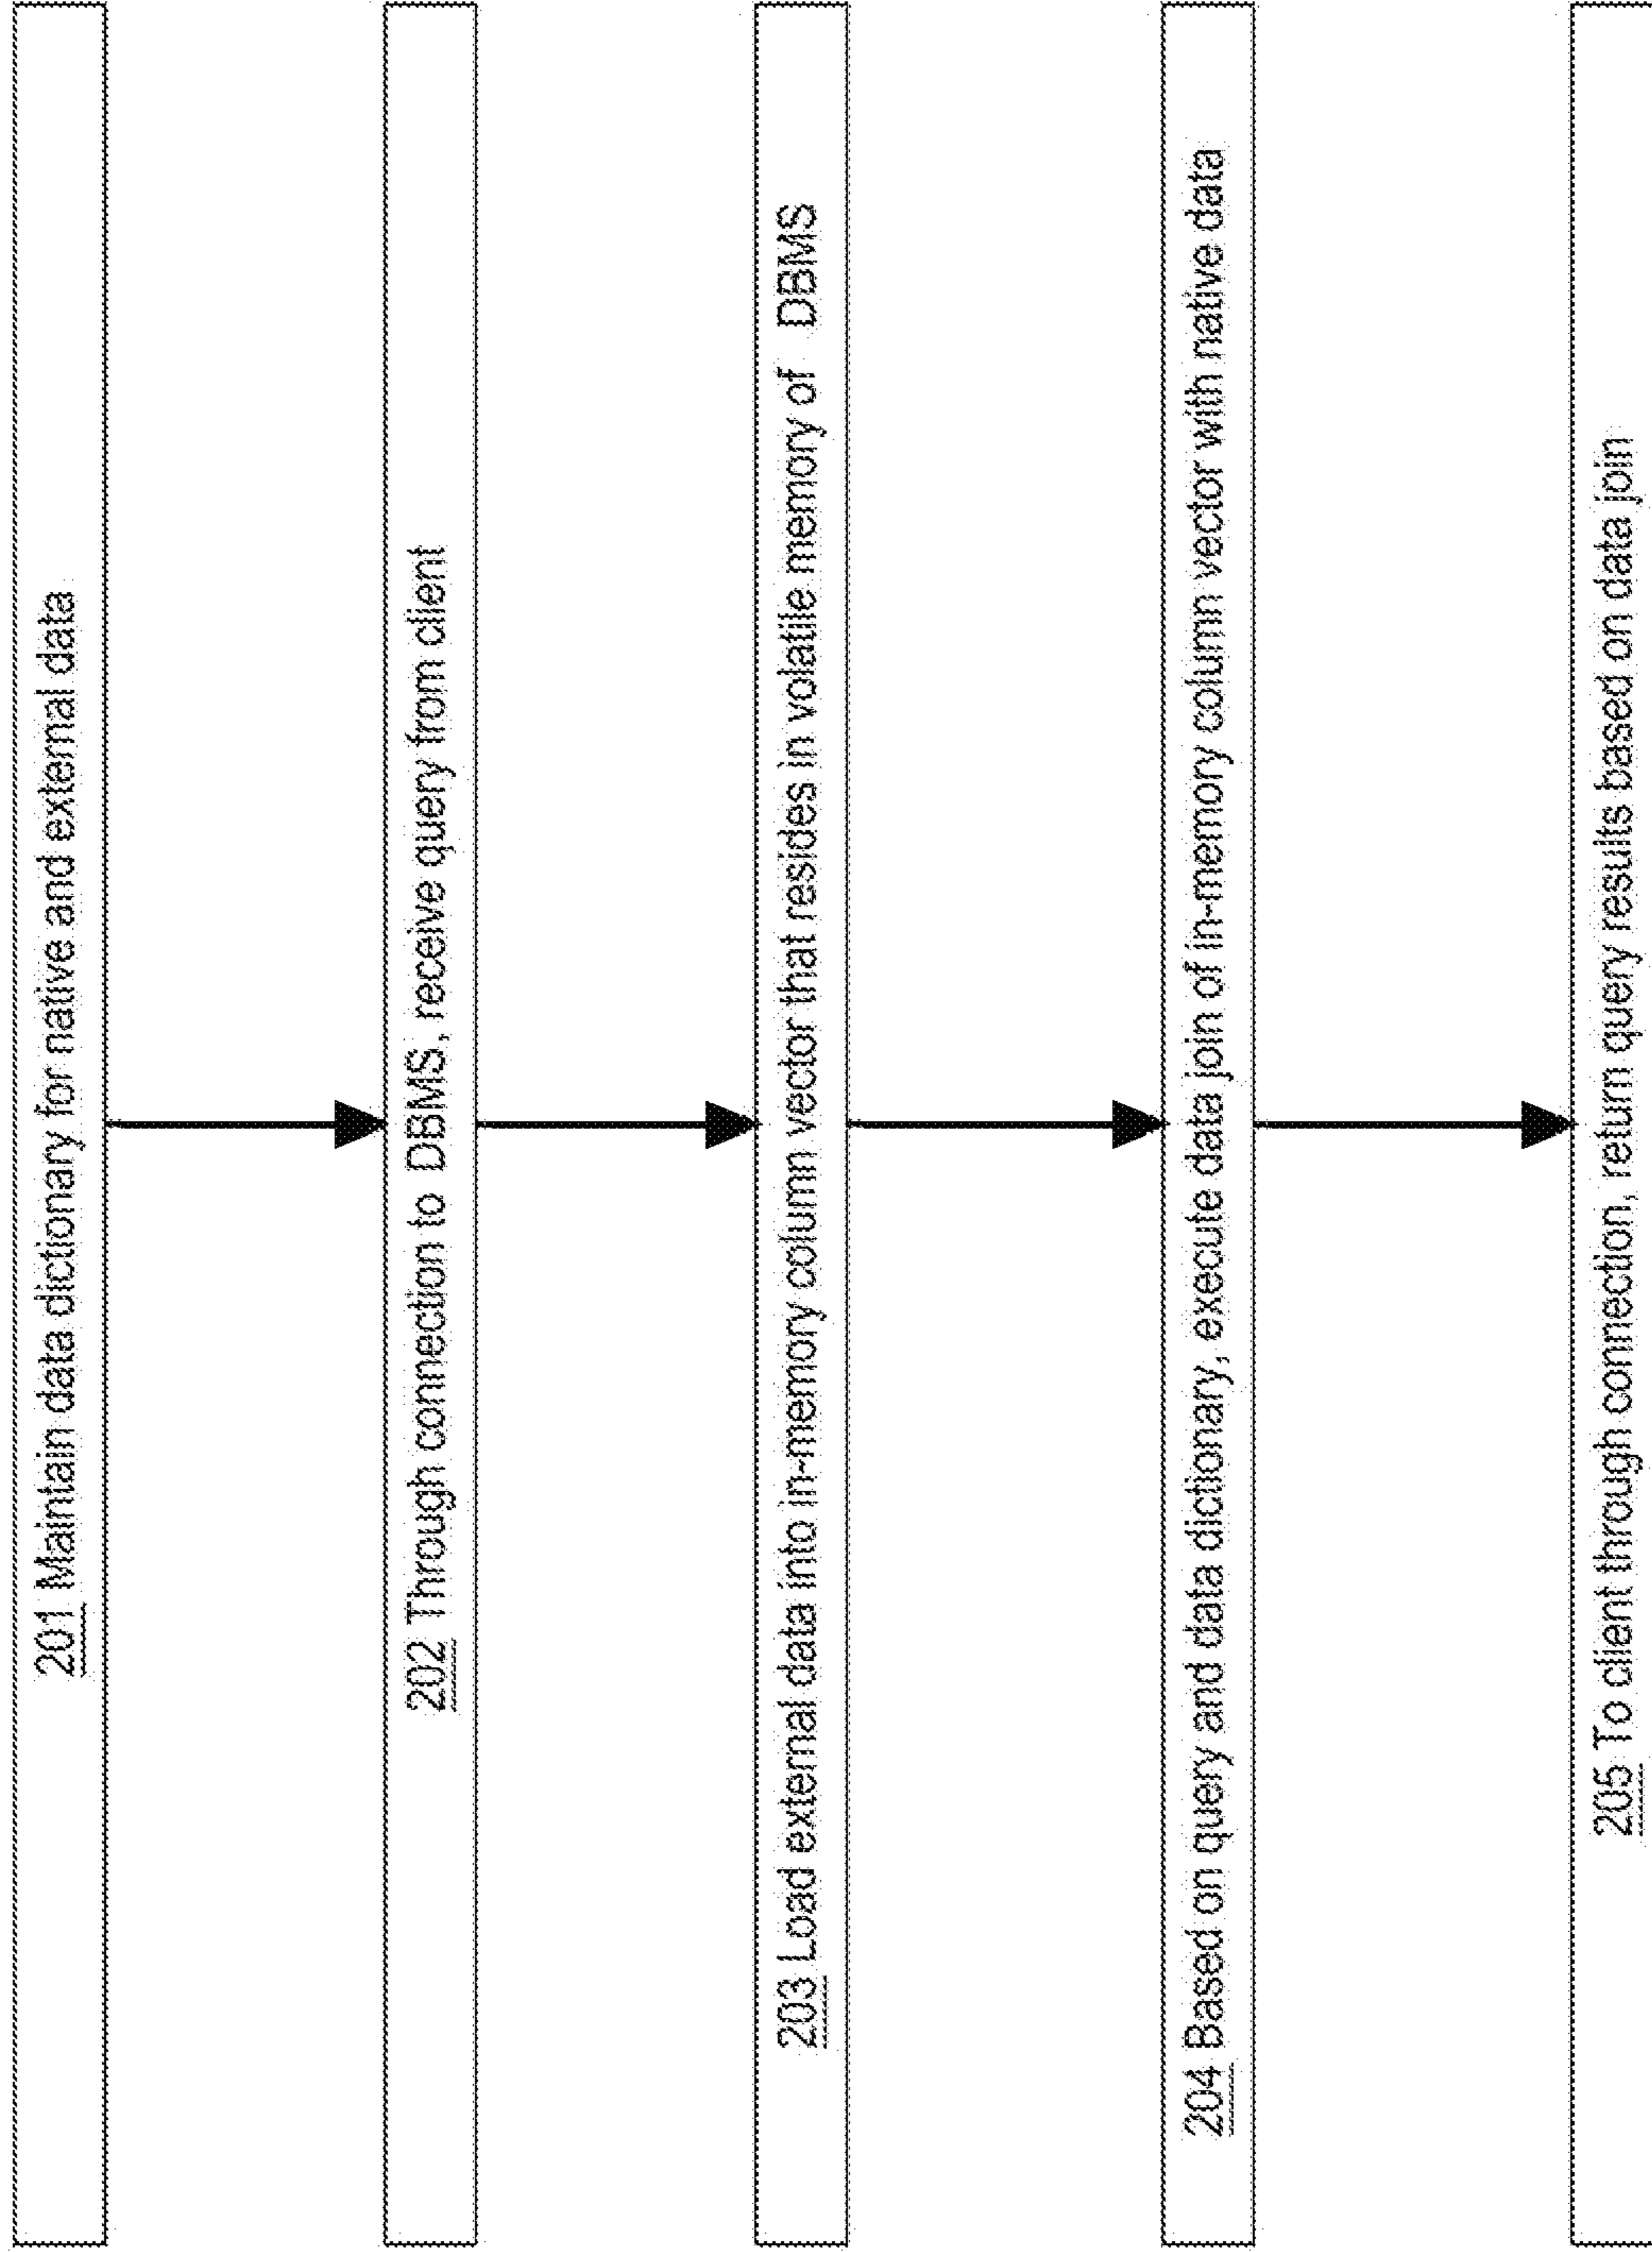 201 Maintain data dictionary for native and external data
202 Through connection to DBMS, receive query from client
203 Load external data into in-memory column vector that resides in volatile memory of DBMS
204 Based on query and data dictionary, execute data join of in-memory column vector with native data
205 To client through connection, return query results based on data join